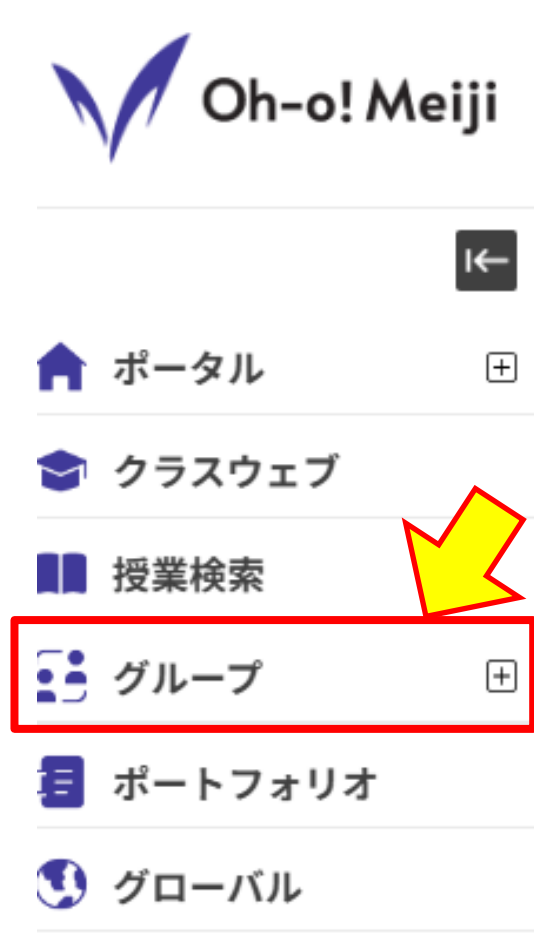 Oh-o! Meiji
ポータル
クラスウェブ
授業検索
グループ
ポートフォリオ
グローバル